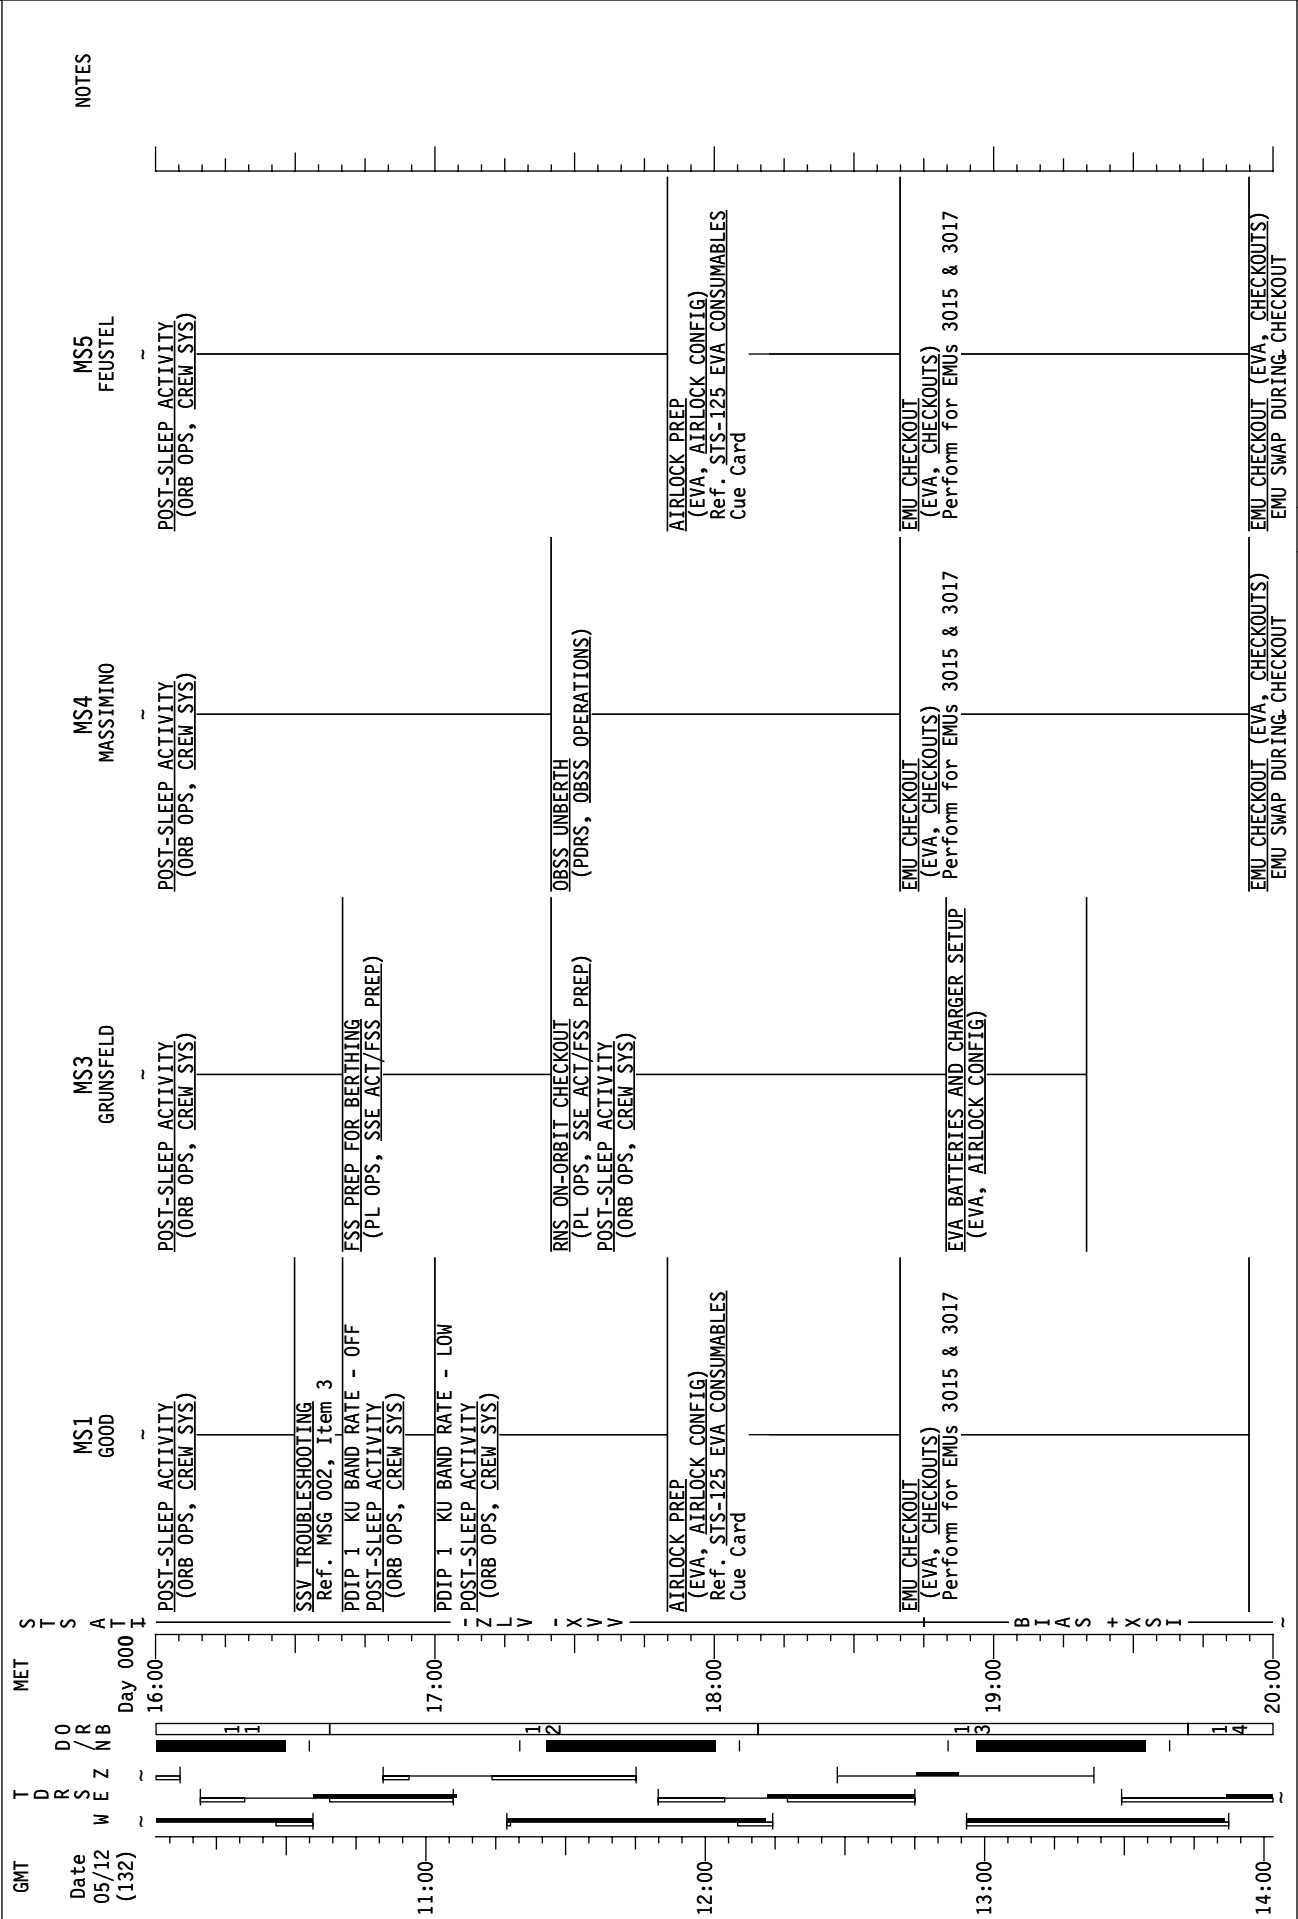 GMT
Date
05/12
(132)
11:00
12:00
13:00
14:00
T
D
R
S
W E Z
DO
/R
NB
1
1
1
2
1
3
1
4
MET
Day 000
16:00
17:00
18:00
19:00
20:00
S
T
S
A
T
T
I
-
Z
L
V
-
X
V
V
B
I
A
S
+
X
S
I
MS1
GOOD
POST-SLEEP ACTIVITY
(ORB OPS, CREW SYS)
SSV TROUBLESHOOTING
Ref. MSG 002, Item 3
PDIP 1 KU BAND RATE - OFF
POST-SLEEP ACTIVITY
(ORB OPS, CREW SYS)
PDIP 1 KU BAND RATE - LOW
POST-SLEEP ACTIVITY
(ORB OPS, CREW SYS)
AIRLOCK PREP
(EVA, AIRLOCK CONFIG)
Ref. STS-125 EVA CONSUMABLES
Cue Card
EMU CHECKOUT
(EVA, CHECKOUTS)
Perform for EMUs 3015 & 3017
MS3
GRUNSFELD
POST-SLEEP ACTIVITY
(ORB OPS, CREW SYS)
FSS PREP FOR BERTHING
(PL OPS, SSE ACT/FSS PREP)
RNS ON-ORBIT CHECKOUT
(PL OPS, SSE ACT/FSS PREP)
POST-SLEEP ACTIVITY
(ORB OPS, CREW SYS)
EVA BATTERIES AND CHARGER SETUP
(EVA, AIRLOCK CONFIG)
MS4
MASSIMINO
POST-SLEEP ACTIVITY
(ORB OPS, CREW SYS)
OBSS UNBERTH
(PDRS, OBSS OPERATIONS)
EMU CHECKOUT
(EVA, CHECKOUTS)
Perform for EMUs 3015 & 3017
EMU CHECKOUT (EVA, CHECKOUTS)
EMU SWAP DURING CHECKOUT
MS5
FEUSTEL
POST-SLEEP ACTIVITY
(ORB OPS, CREW SYS)
AIRLOCK PREP
(EVA, AIRLOCK CONFIG)
Ref. STS-125 EVA CONSUMABLES
Cue Card
EMU CHECKOUT
(EVA, CHECKOUTS)
Perform for EMUs 3015 & 3017
EMU CHECKOUT (EVA, CHECKOUTS)
EMU SWAP DURING CHECKOUT
NOTES